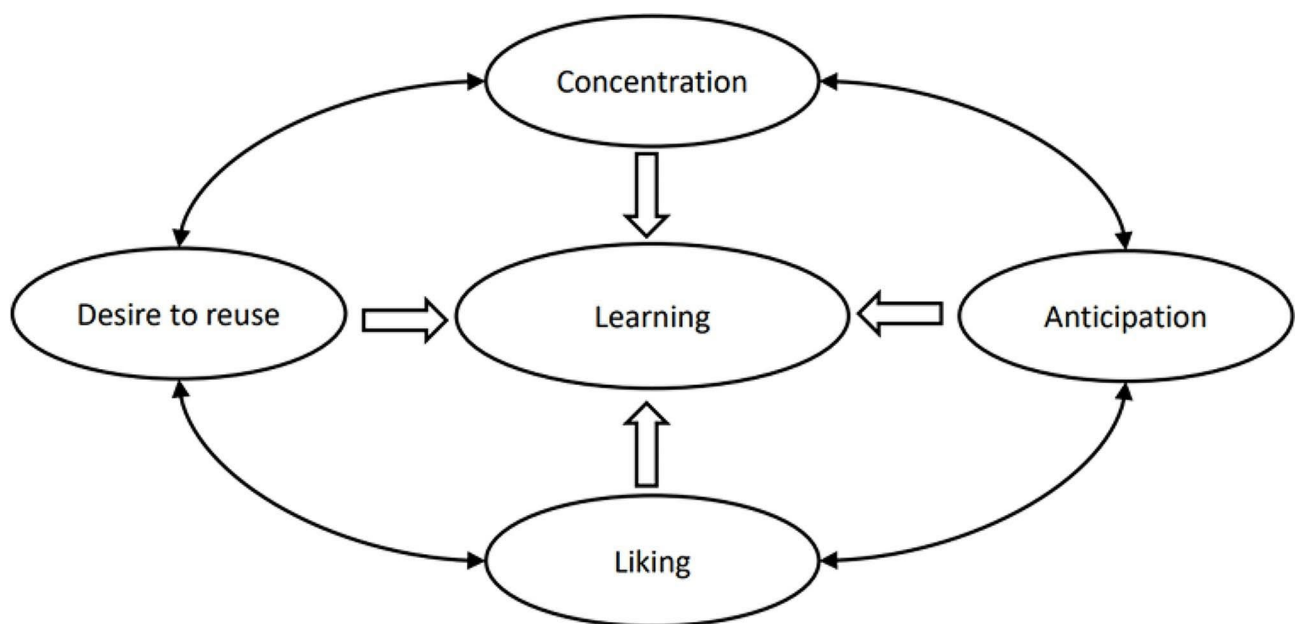 Concentration
Desire to reuse
Learning
Anticipation
Liking